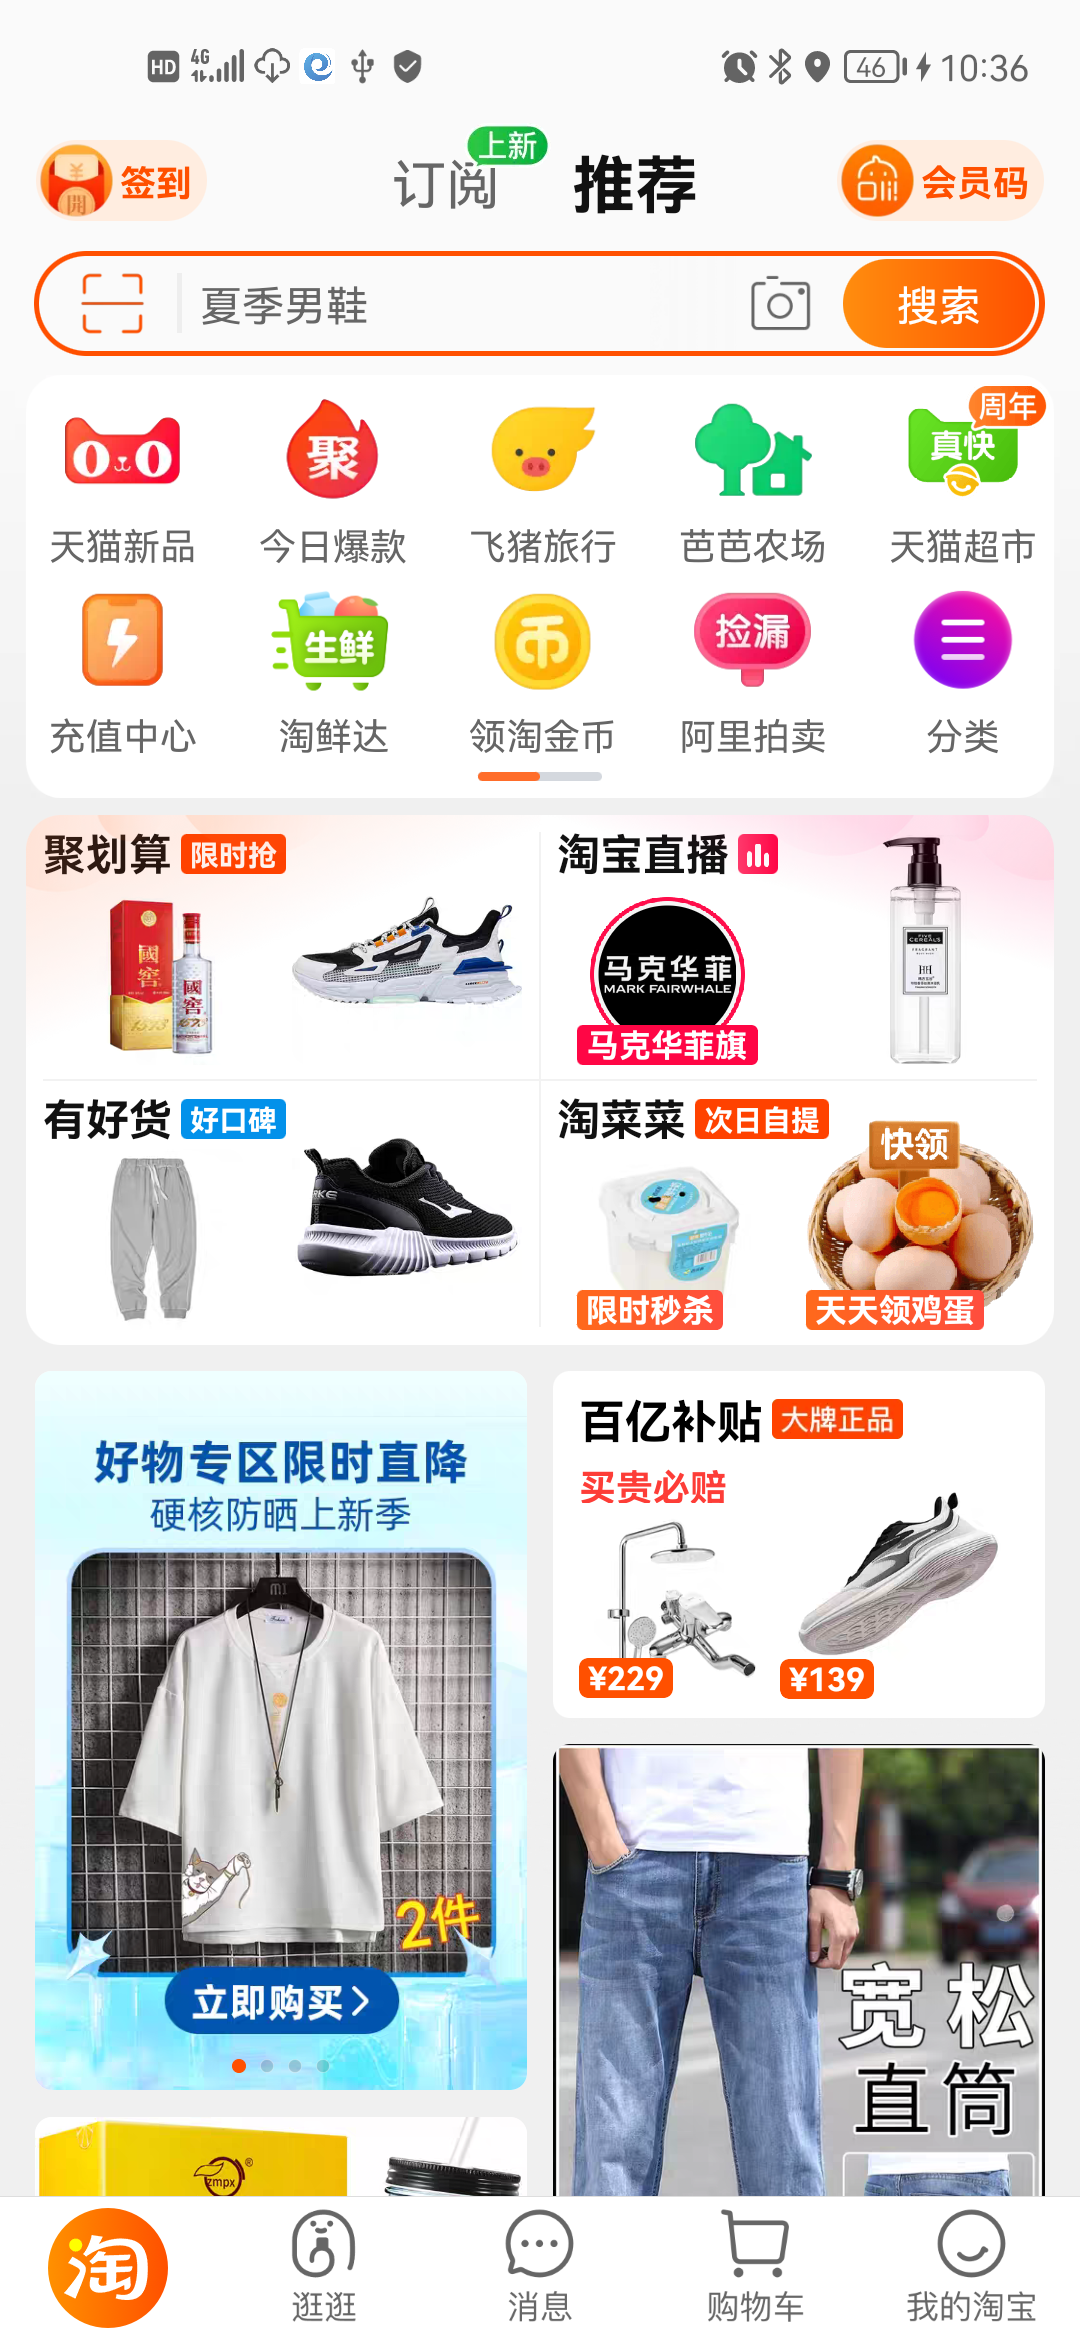 HD 4G 46 10:36
签到
订阅
上新
推荐
会员码
夏季男鞋
搜索
周年
聚
真快
天猫新品 今日爆款 飞猪旅行 芭芭农场 天猫超市
生鲜
币
捡漏
充值中心 淘鲜达 领淘金币 阿里拍卖 分类
聚划算 限时抢
淘宝直播
國窖
1573
國窖
马克华菲
MARK FAIRWHALE
马克华菲旗
FIVE CEREALS
有好货 好口碑
淘菜菜 次日自提
快领
限时秒杀
天天领鸡蛋
好物专区限时直降
硬核防晒上新季
2件
立即购买
百亿补贴 大牌正品
买贵必赔
¥229
¥139
宽松
直筒
zmpx
淘
逛逛 消息 购物车 我的淘宝